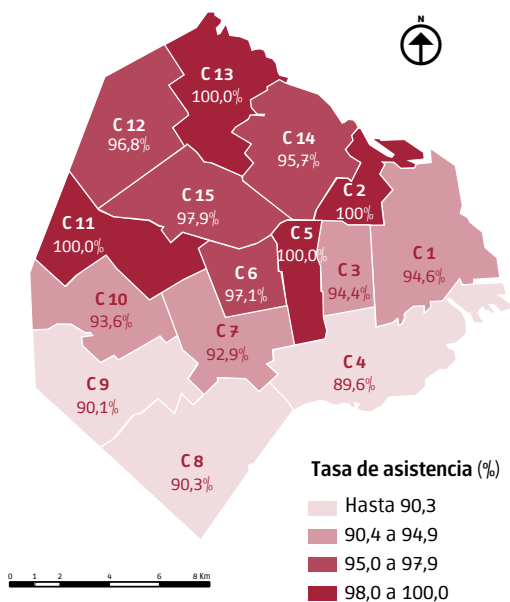 N
C 13
100,0%
C 12
96,8%
C 14
95,7%
C 15
97,9%
C 2
100%
C 11
100,0%
C 5
100,0%
C 1
94,6%
C 6
97,1%
C 3
94,4%
C 10
93,6%
C 7
92,9%
C 4
89,6%
C 9
90,1%
C 8
90,3%
Tasa de asistencia (%)
Hasta 90,3
90,4 a 94,9
95,0 a 97,9
98,0 a 100,0
0 1 2 4 6 8 Km